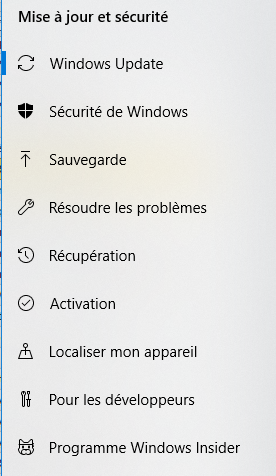 Mise à jour et sécurité
Windows Update
Sécurité de Windows
Sauvegarde
Résoudre les problèmes
Récupération
Activation
Localiser mon appareil
Pour les développeurs
Programme Windows Insider